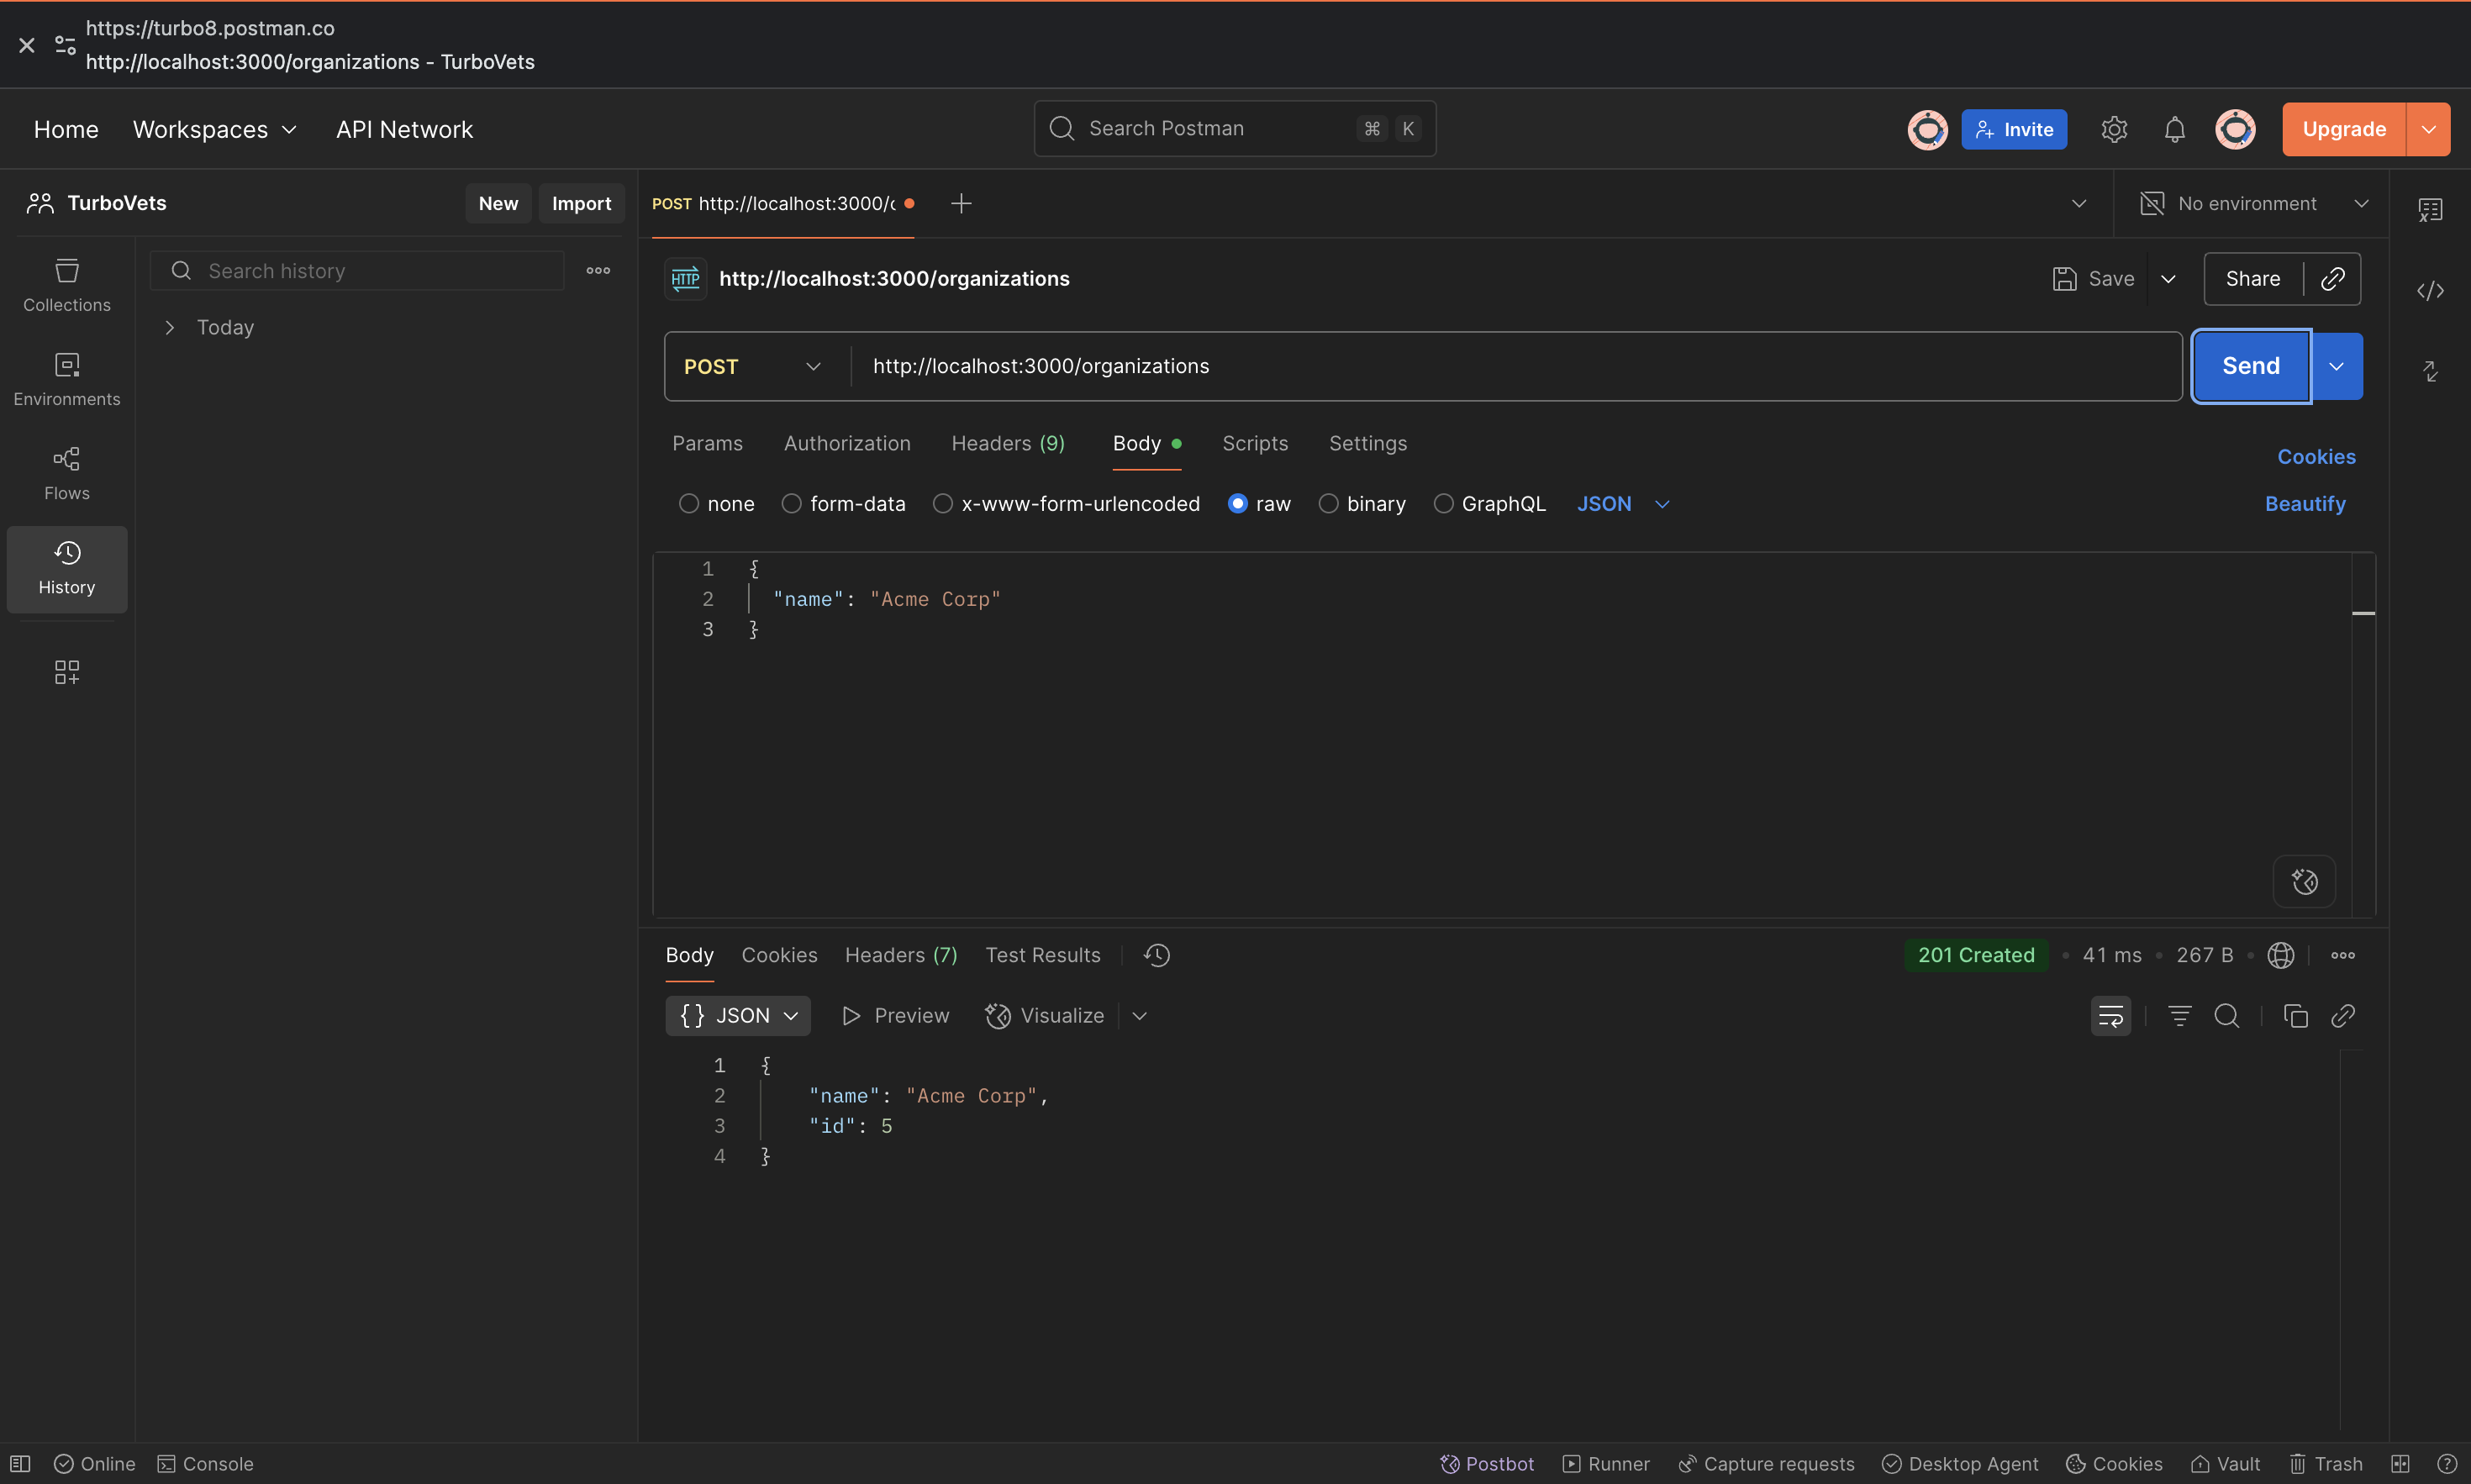 https://turbo8.postman.co
http://localhost:3000/organizations - TurboVets
Home
Workspaces
API Network
Search Postman
⌘ K
Invite
Upgrade
TurboVets
New
Import
POST http://localhost:3000/c
No environment
Collections
Environments
Flows
History
Search history
Today
HTTP
http://localhost:3000/organizations
Save
Share
POST
http://localhost:3000/organizations
Send
Params
Authorization
Headers (9)
Body
Scripts
Settings
Cookies
none
form-data
x-www-form-urlencoded
raw
binary
GraphQL
JSON
Beautify
1 {
2 "name": "Acme Corp"
3 }
Body
Cookies
Headers (7)
Test Results
201 Created
41 ms
267 B
{} JSON
Preview
Visualize
1 {
2 "name": "Acme Corp",
3 "id": 5
4 }
Online
Console
Postbot
Runner
Capture requests
Desktop Agent
Cookies
Vault
Trash